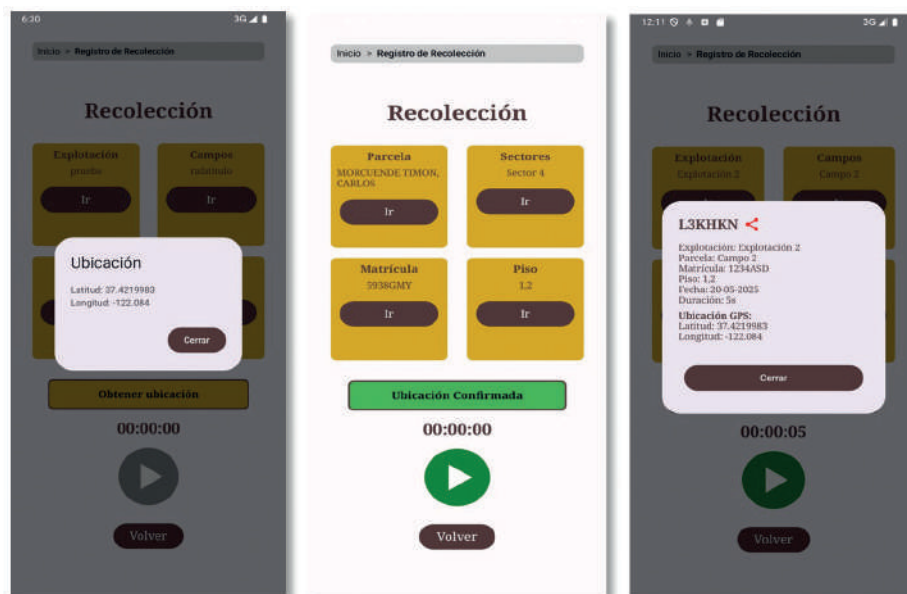 6:30
3G
Inicio > Registro de Recolección
Recolección
Explotación
prueba
Ir
Campos
Ir
Ubicación
Latitud: 37.4219983
Longitud: -122.084
Cerrar
Obtener ubicación
00:00:00
Volver
Inicio > Registro de Recolección
Recolección
Parcela
MORCUENDE TIMON,
CARLOS
Ir
Sectores
Sector 4
Ir
Matrícula
5938GMY
Ir
Piso
1,2
Ir
Ubicación Confirmada
00:00:00
Volver
12:11
3G
Inicio > Registro de Recolección
Recolección
Explotación
Explotación 2
Campos
Campo 2
L3KHKN
Explotación: Explotación 2
Parcela: Campo 2
Matrícula: 1234ASD
Piso: 1,2
Fecha: 20-05-2025
Duración: 5s
Ubicación GPS:
Latitud: 37.4219983
Longitud: -122.084
Cerrar
00:00:05
Volver